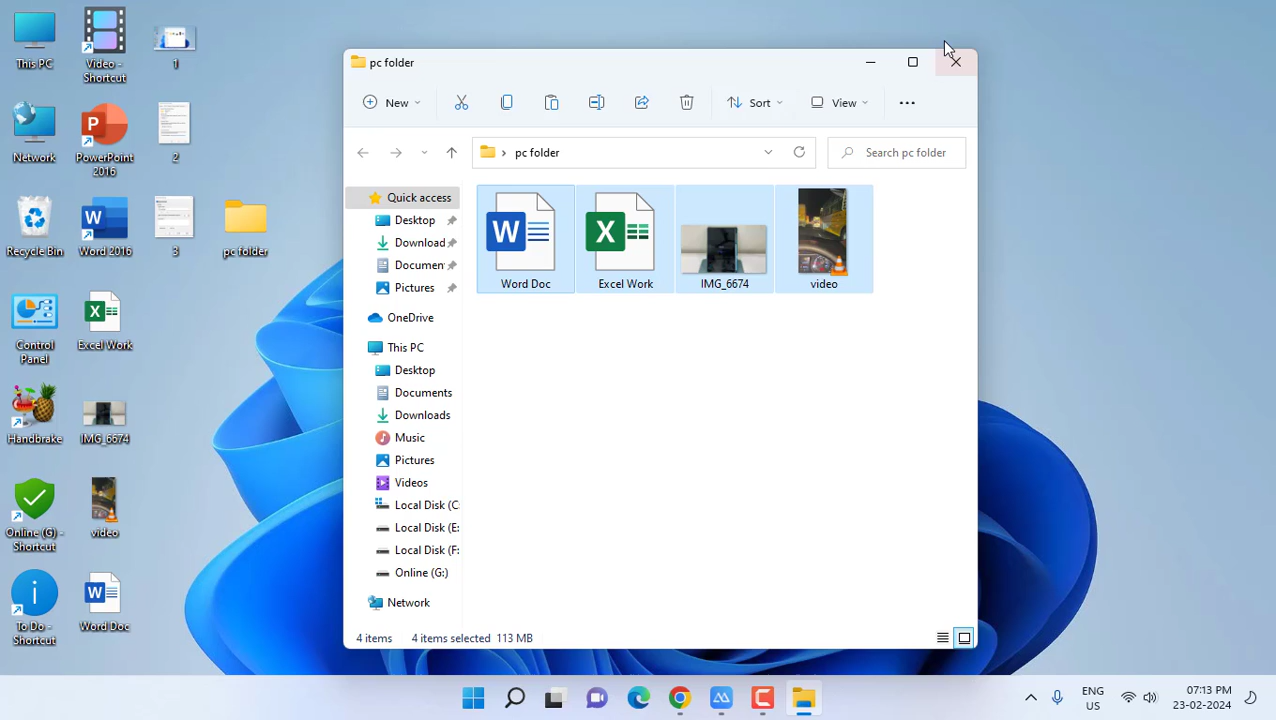 This PC
Video -
Shortcut
1
Network
PowerPoint
2016
2
Recycle Bin
Word 2016
3
pc folder
Control
Panel
Excel Work
Handbrake
IMG_6674
Online (G) -
Shortcut
video
To Do -
Shortcut
Word Doc
pc folder
New
Sort
View
pc folder
Search pc folder
Quick access
Desktop
Download
Documen
Pictures
OneDrive
This PC
Desktop
Documents
Downloads
Music
Pictures
Videos
Local Disk (C
Local Disk (E:
Local Disk (F:
Online (G:)
Network
Word Doc
Excel Work
IMG_6674
video
4 items 4 items selected 113 MB
ENG
US
07:13 PM
23-02-2024